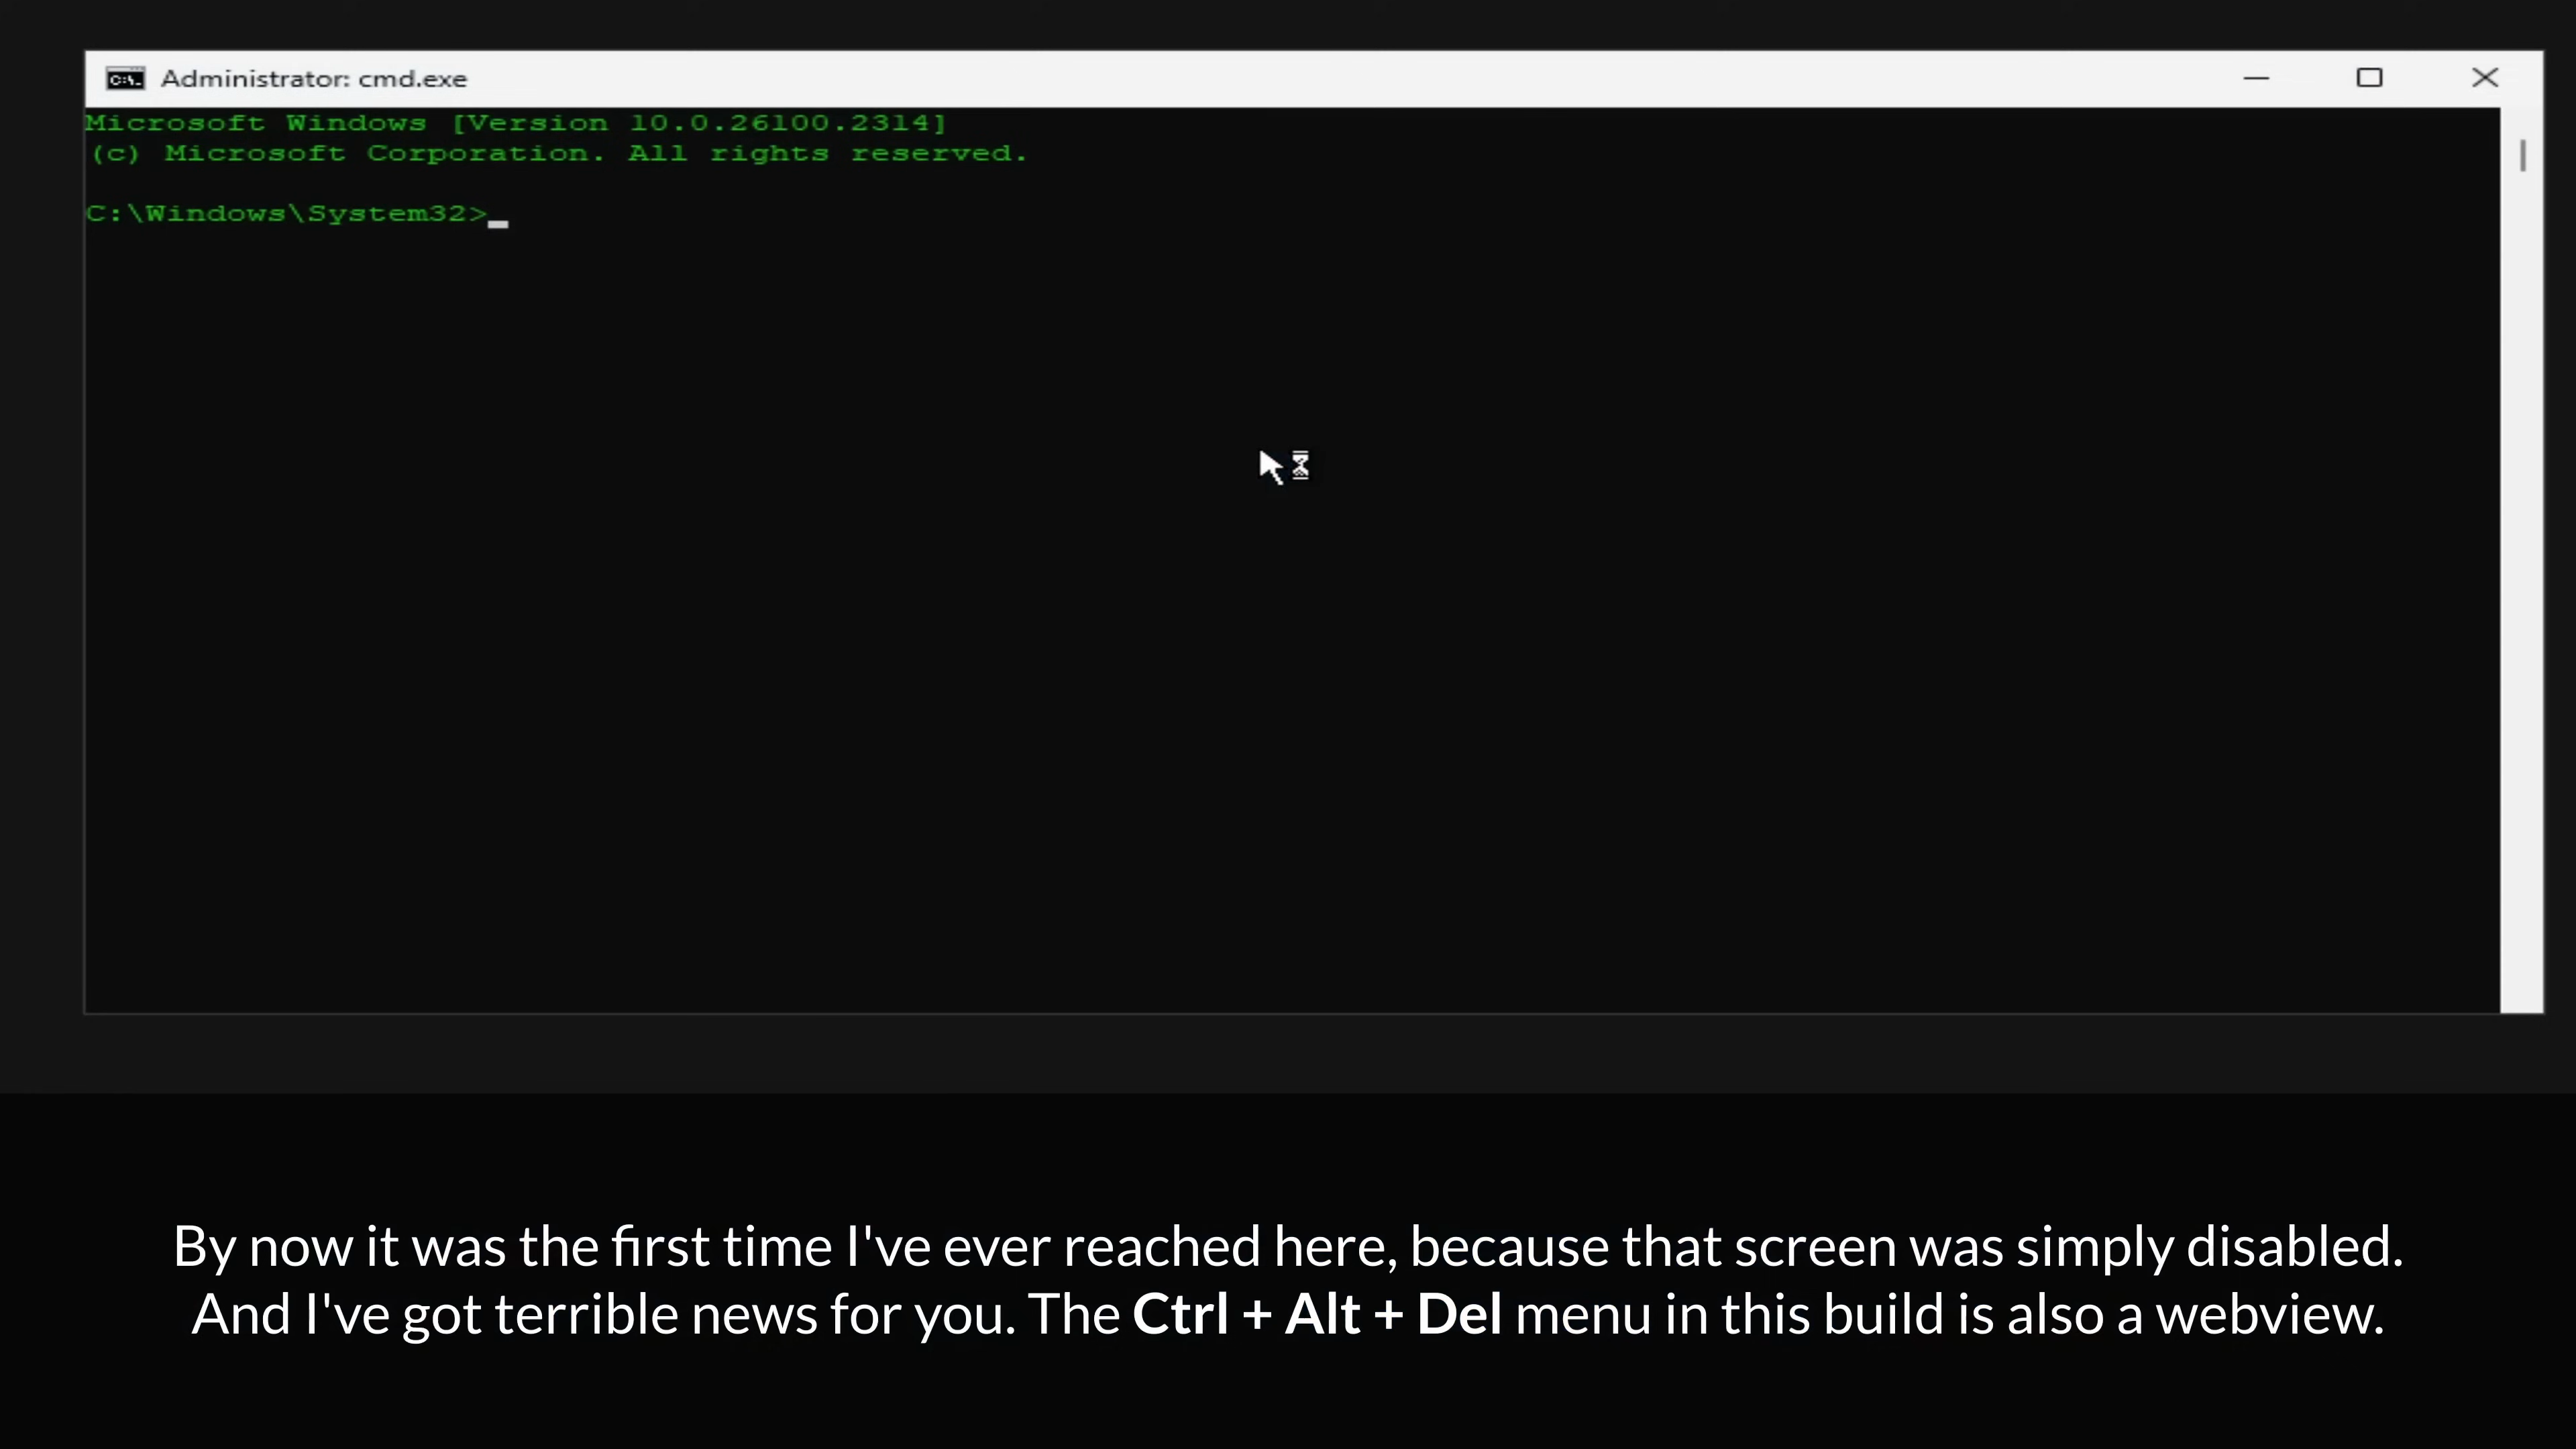 Administrator: cmd.exe
Microsoft Windows [Version 10.0.26100.2314]
(c) Microsoft Corporation. All rights reserved.
C:\Windows\System32>
By now it was the first time I've ever reached here, because that screen was simply disabled.
And I've got terrible news for you. The Ctrl + Alt + Del menu in this build is also a webview.